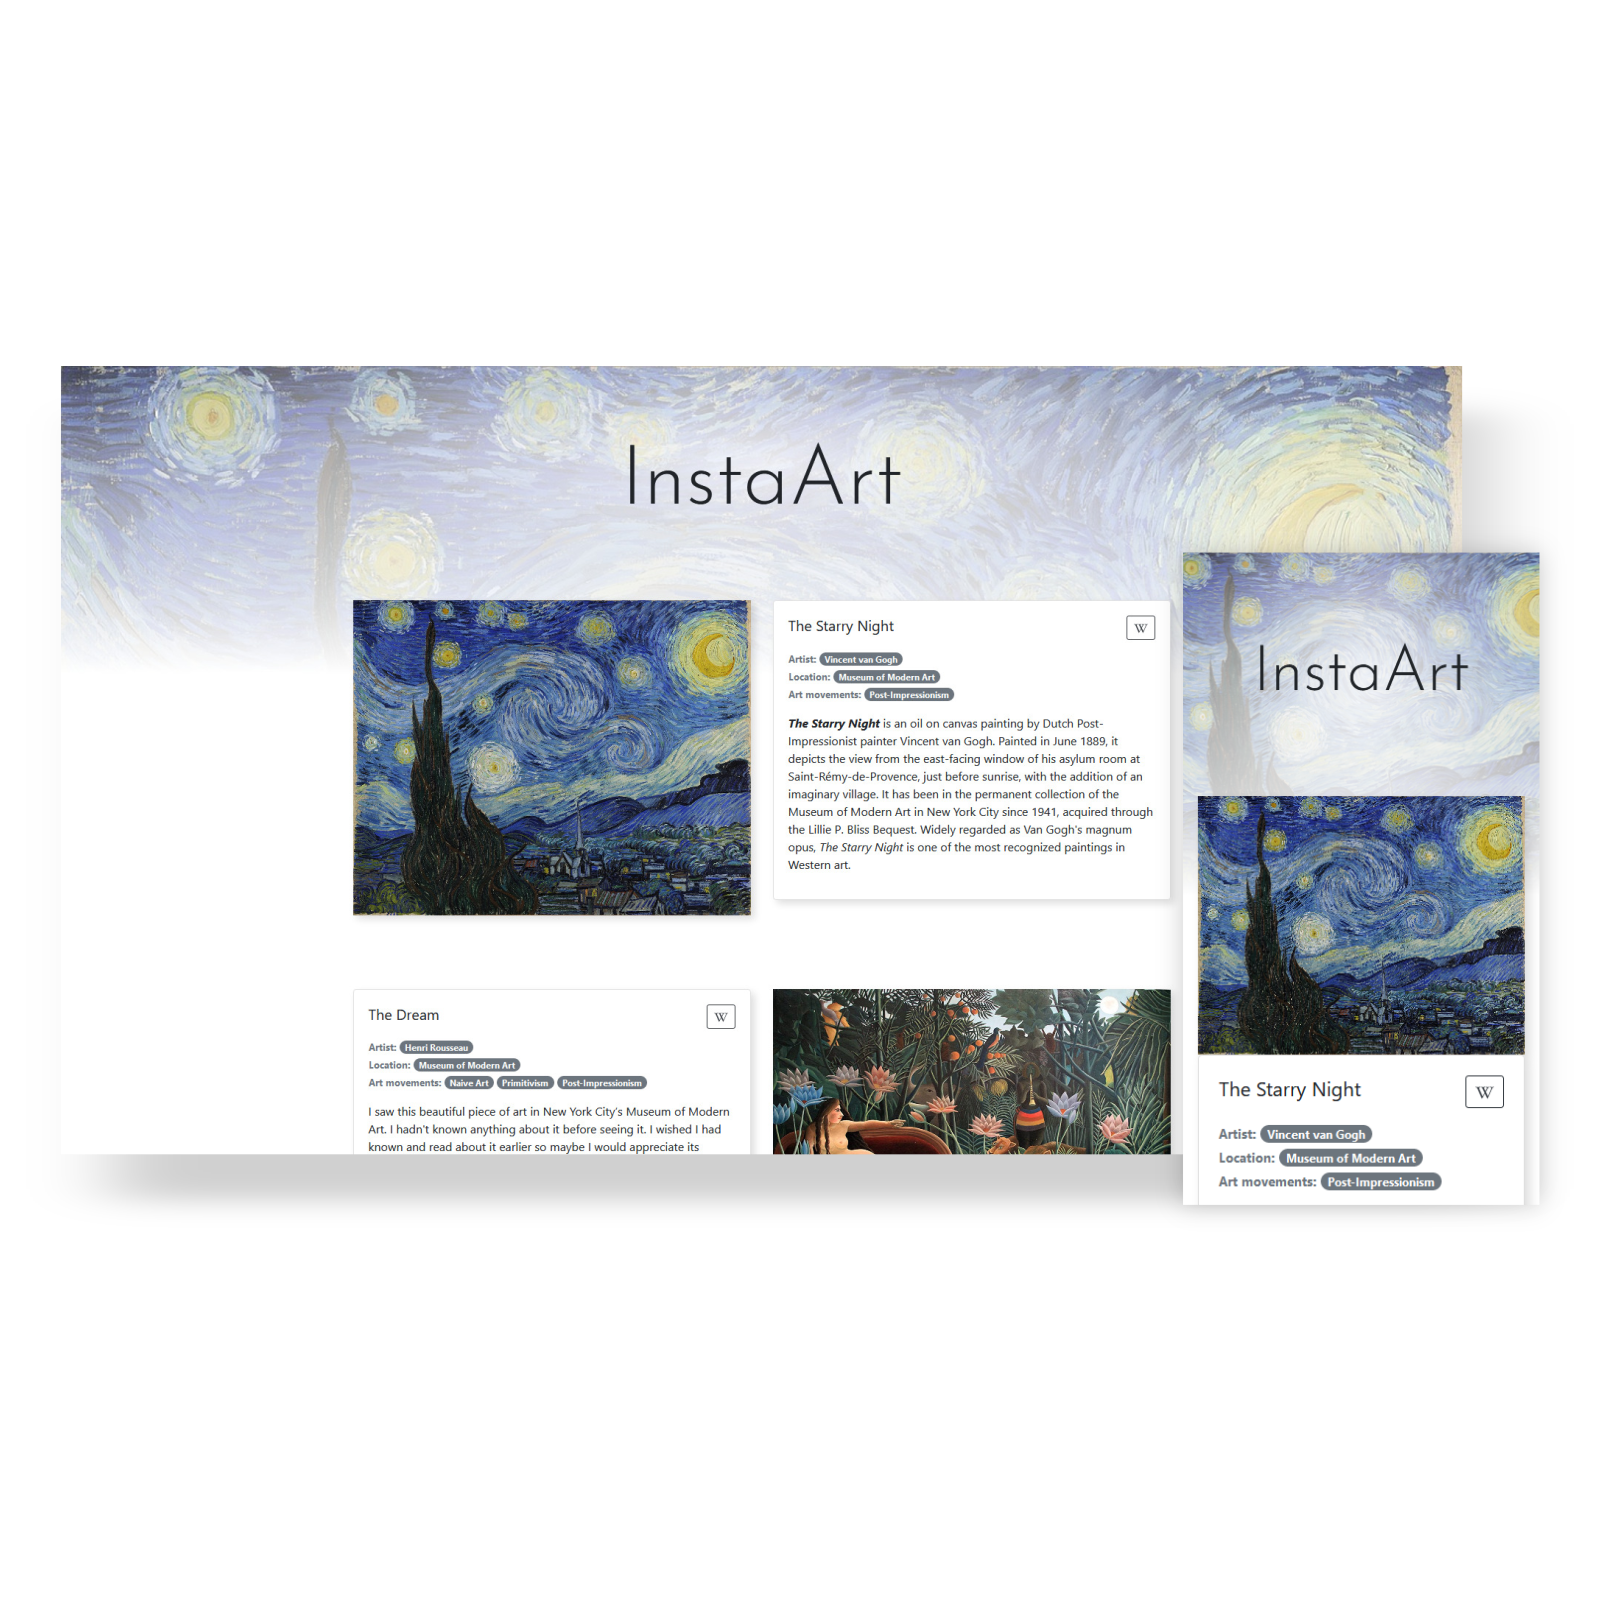 InstaArt
The Starry Night
W
Artist: Vincent van Gogh
Location: Museum of Modern Art
Art movements: Post-Impressionism
The Starry Night is an oil on canvas painting by Dutch Post-
Impressionist painter Vincent van Gogh. Painted in June 1889, it
depicts the view from the east-facing window of his asylum room at
Saint-Rémy-de-Provence, just before sunrise, with the addition of an
imaginary village. It has been in the permanent collection of the
Museum of Modern Art in New York City since 1941, acquired through
the Lillie P. Bliss Bequest. Widely regarded as Van Gogh's magnum
opus, The Starry Night is one of the most recognized paintings in
Western art.
The Dream
W
Artist: Henri Rousseau
Location: Museum of Modern Art
Art movements: Naive Art Primitivism Post-Impressionism
I saw this beautiful piece of art in New York City's Museum of Modern
Art. I hadn't known anything about it before seeing it. I wished I had
known and read about it earlier so maybe I would appreciate its
InstaArt
The Starry Night
W
Artist: Vincent van Gogh
Location: Museum of Modern Art
Art movements: Post-Impressionism